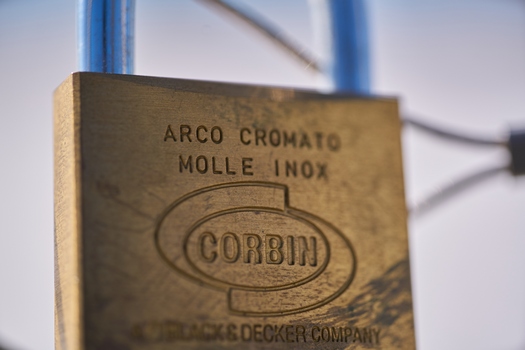 ARCO CROMATO
MOLLE INOX
CORBIN
BLACK & DECKER COMPANY